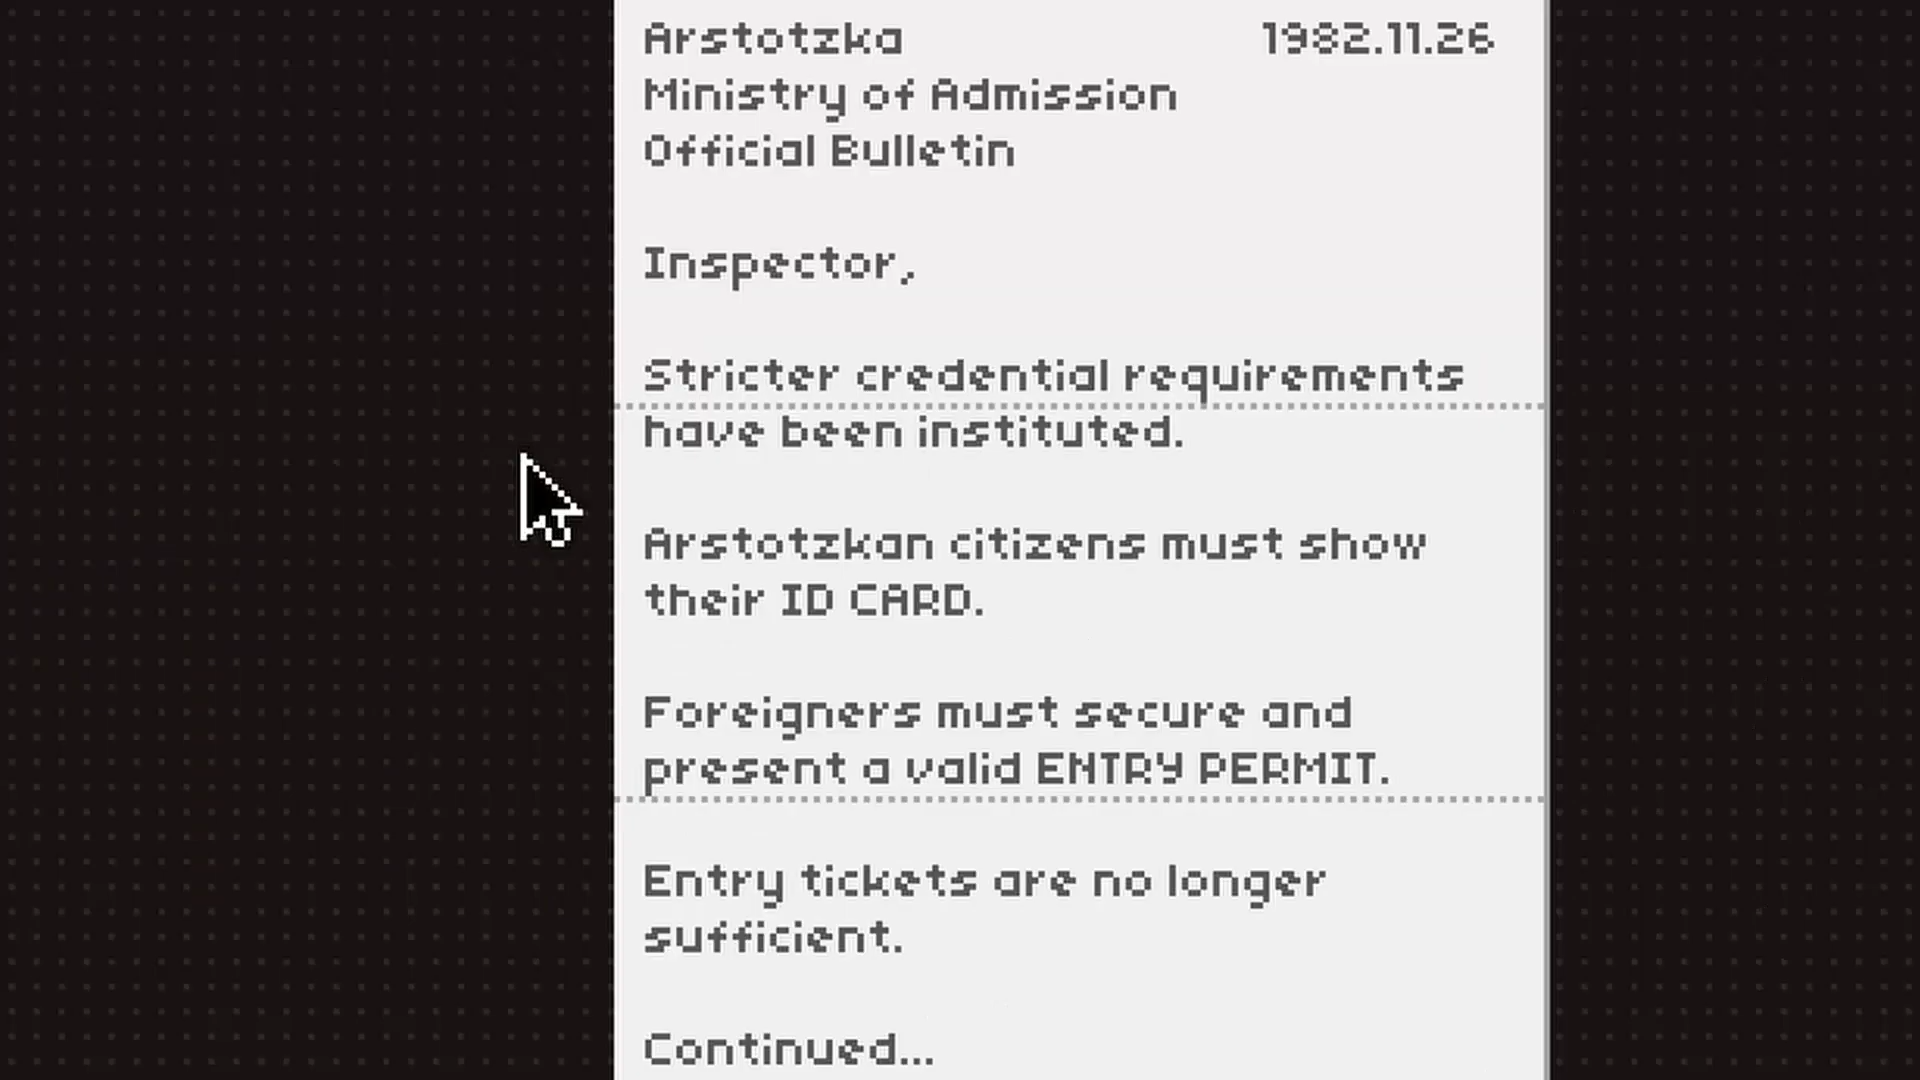 Arstotzka 1982.11.26
Ministry of Admission
Official Bulletin
Inspector,
Stricter credential requirements
have been instituted.
Arstotzkan citizens must show
their ID CARD.
Foreigners must secure and
present a valid ENTRY PERMIT.
Entry tickets are no longer
sufficient.
Continued...